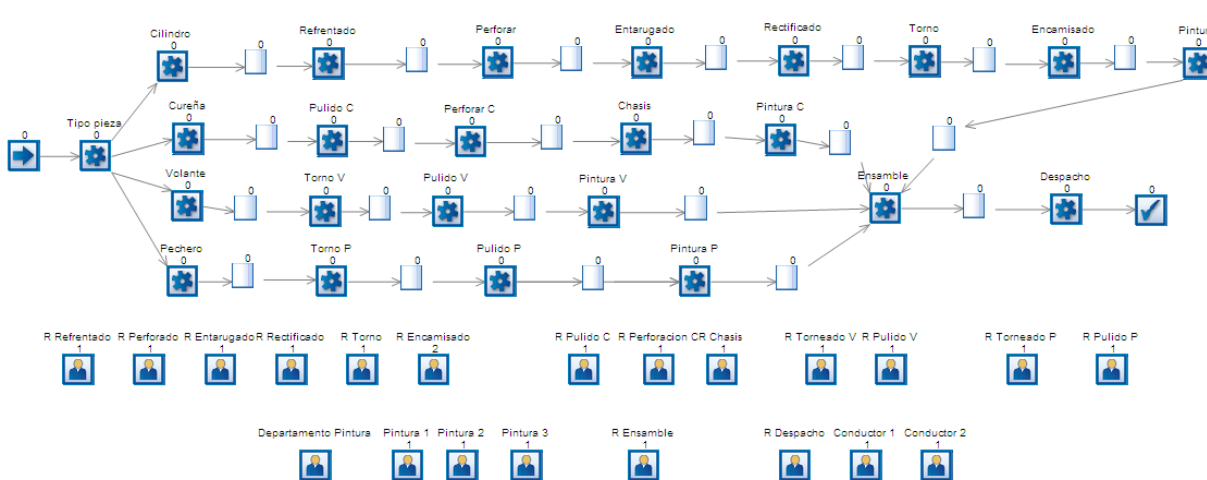 Cilindro Refrentado Perforar Entarugado Rectificado Torno Encamisado Pintur
0 0 0 0 0 0 0 0 0 0 0 0 0 0 0
Cureña Pulido C Perforar C Chasis Pintura C
0 0 0 0 0 0 0 0 0 0 0
Tipo pieza
0 0
Volante Torno V Pulido V Pintura V Ensamble Despacho
0 0 0 0 0 0 0 0 0 0 0 0
Pechero Torno P Pulido P Pintura P
0 0 0 0 0 0 0 0
R Refrentado R Perforado R Entarugado R Rectificado R Torno R Encamisado R Pulido C R Perforacion C R Chasis R Torneado V R Pulido V R Torneado P R Pulido P
1 1 1 1 1 2 1 1 1 1 1 1 1
Departamento Pintura Pintura 1 Pintura 2 Pintura 3 R Ensamble R Despacho Conductor 1 Conductor 2
1 1 1 1 1 1 1